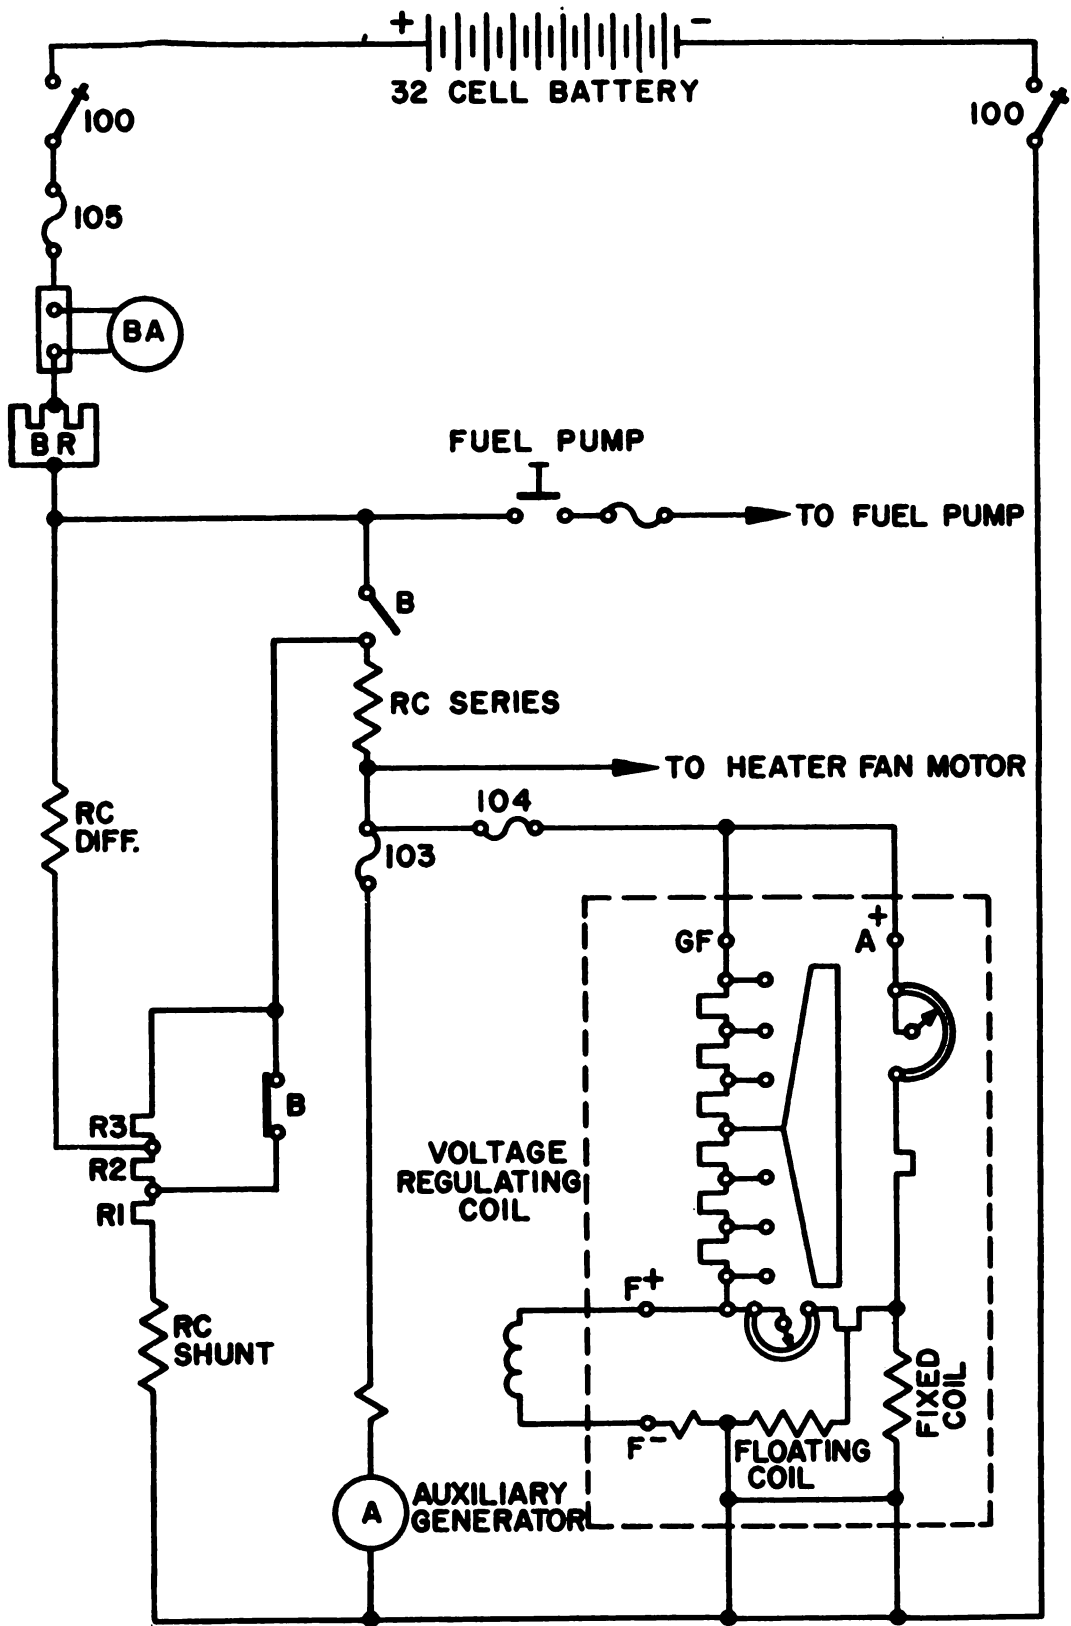 + -
32 CELL BATTERY
100
100
105
BA
BR
FUEL PUMP
TO FUEL PUMP
B
RC SERIES
TO HEATER FAN MOTOR
104
RC
DIFF.
103
GF
A+
B
R3
R2
R1
VOLTAGE
REGULATING
COIL
F+
RC
SHUNT
FIXED
COIL
F-
FLOATING
COIL
A
AUXILIARY
GENERATOR